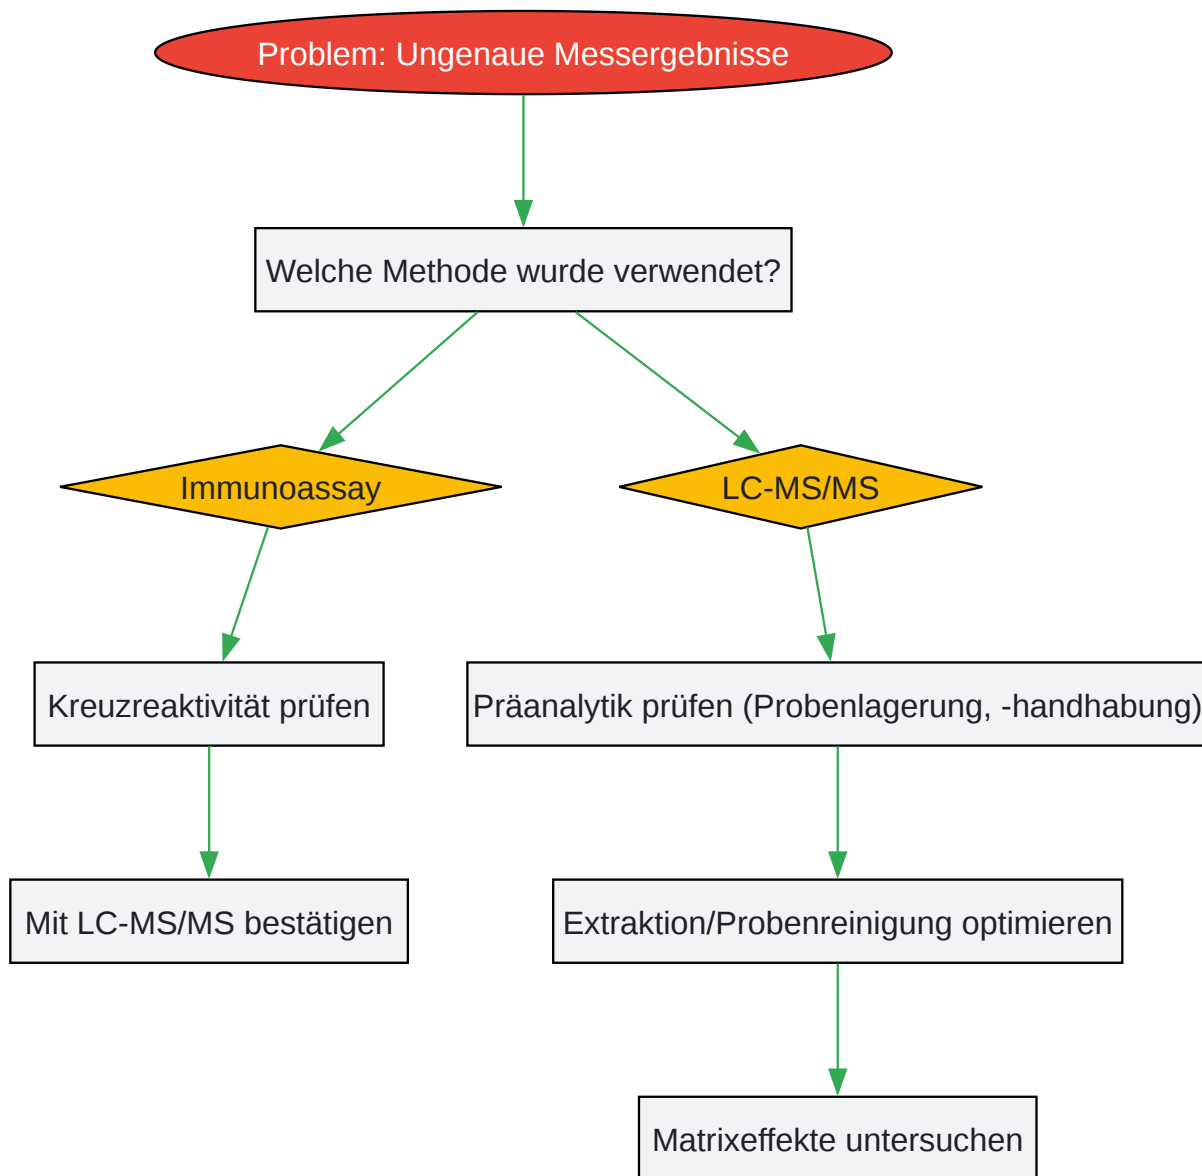 Problem: Ungenaue Messergebnisse
Welche Methode wurde verwendet?
Immunoassay
LC-MS/MS
Kreuzreaktivität prüfen
Präanalytik prüfen (Probenlagerung, -handhabung)
Mit LC-MS/MS bestätigen
Extraktion/Probenreinigung optimieren
Matrixeffekte untersuchen